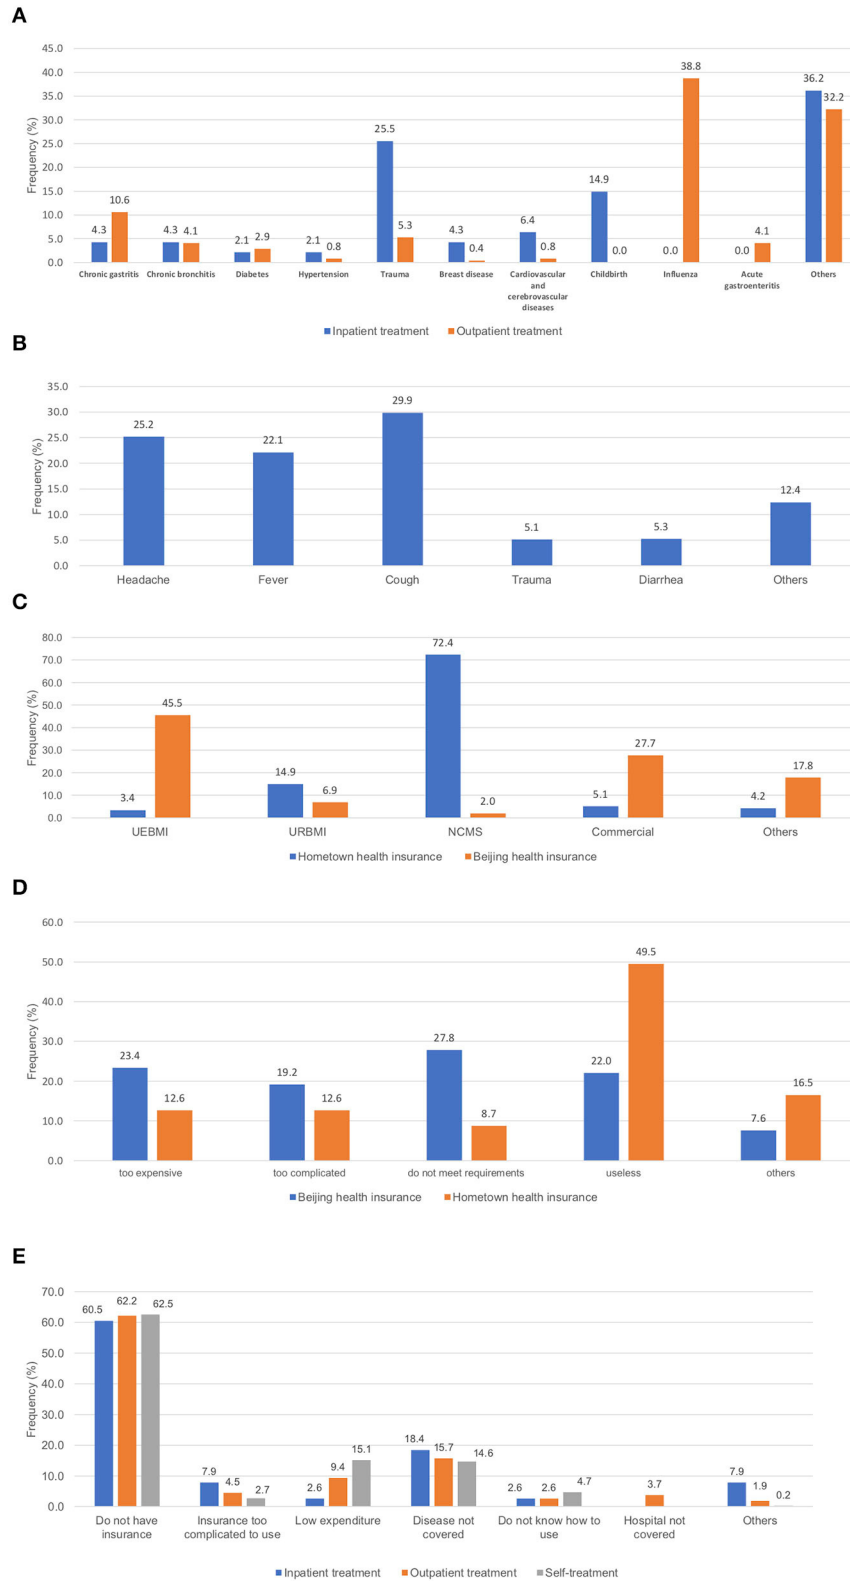 A
45.0
40.0
35.0
30.0
25.0
20.0
15.0
10.0
5.0
0.0
Frequency (%)
4.3 10.6 4.3 4.1 2.1 2.9 2.1 0.8 25.5 5.3 4.3 0.4 6.4 0.8 14.9 0.0 0.0 38.8 0.0 4.1 36.2 32.2
Chronic gastritis Chronic bronchitis Diabetes Hypertension Trauma Breast disease Cardiovascular Childbirth Influenza Acute Others
and gastroenteritis
cerebrovascular
diseases
Inpatient treatment Outpatient treatment
B
35.0
30.0
25.0
20.0
15.0
10.0
5.0
0.0
Frequency (%)
25.2 22.1 29.9 5.1 5.3 12.4
Headache Fever Cough Trauma Diarrhea Others
C
80.0
70.0
60.0
50.0
40.0
30.0
20.0
10.0
0.0
Frequency (%)
3.4 45.5 14.9 6.9 72.4 2.0 5.1 27.7 4.2 17.8
UEBMI URBMI NCMS Commercial Others
Hometown health insurance Beijing health insurance
D
60.0
50.0
40.0
30.0
20.0
10.0
0.0
Frequency (%)
23.4 12.6 19.2 12.6 27.8 8.7 22.0 49.5 7.6 16.5
too expensive too complicated do not meet requirements useless others
Beijing health insurance Hometown health insurance
E
70.0
60.0
50.0
40.0
30.0
20.0
10.0
0.0
Frequency (%)
60.5 62.2 62.5 7.9 4.5 2.7 2.6 9.4 15.1 18.4 15.7 14.6 2.6 2.6 4.7 3.7 7.9 1.9 0.2
Do not have Insurance too Low expenditure Disease not Do not know how to Hospital not Others
insurance complicated to use covered use covered
Inpatient treatment Outpatient treatment Self-treatment